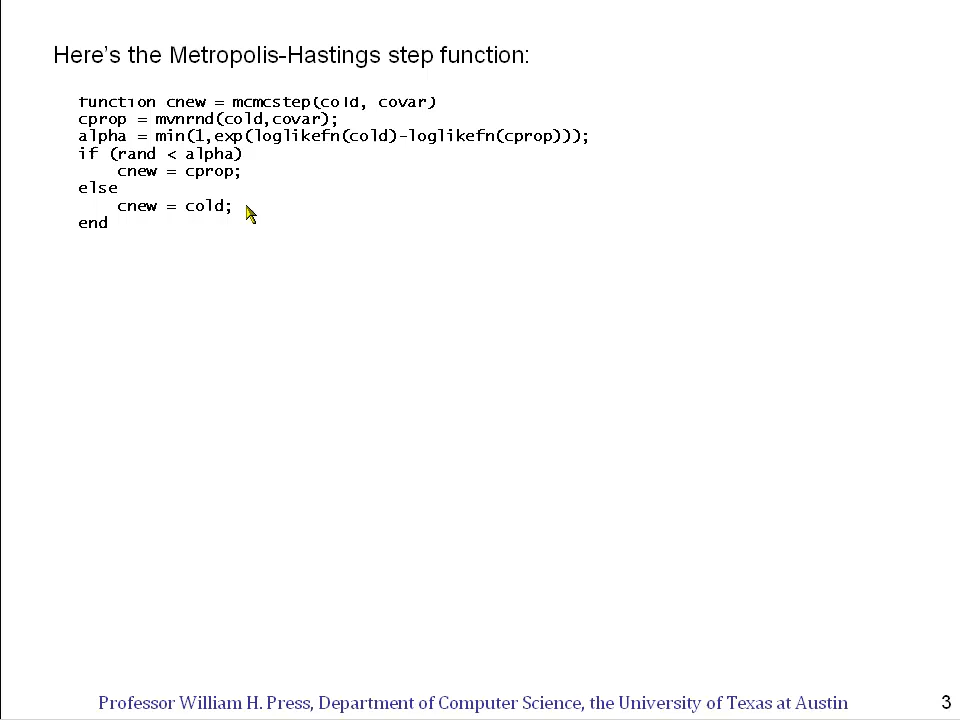 Here's the Metropolis-Hastings step function:
function cnew = mcmcstep(cold, covar)
cprop = mvnrnd(cold,covar);
alpha = min(1,exp(loglikefn(cold)-loglikefn(cprop)));
if (rand < alpha)
    cnew = cprop;
else
    cnew = cold;
end
Professor William H. Press, Department of Computer Science, the University of Texas at Austin
3